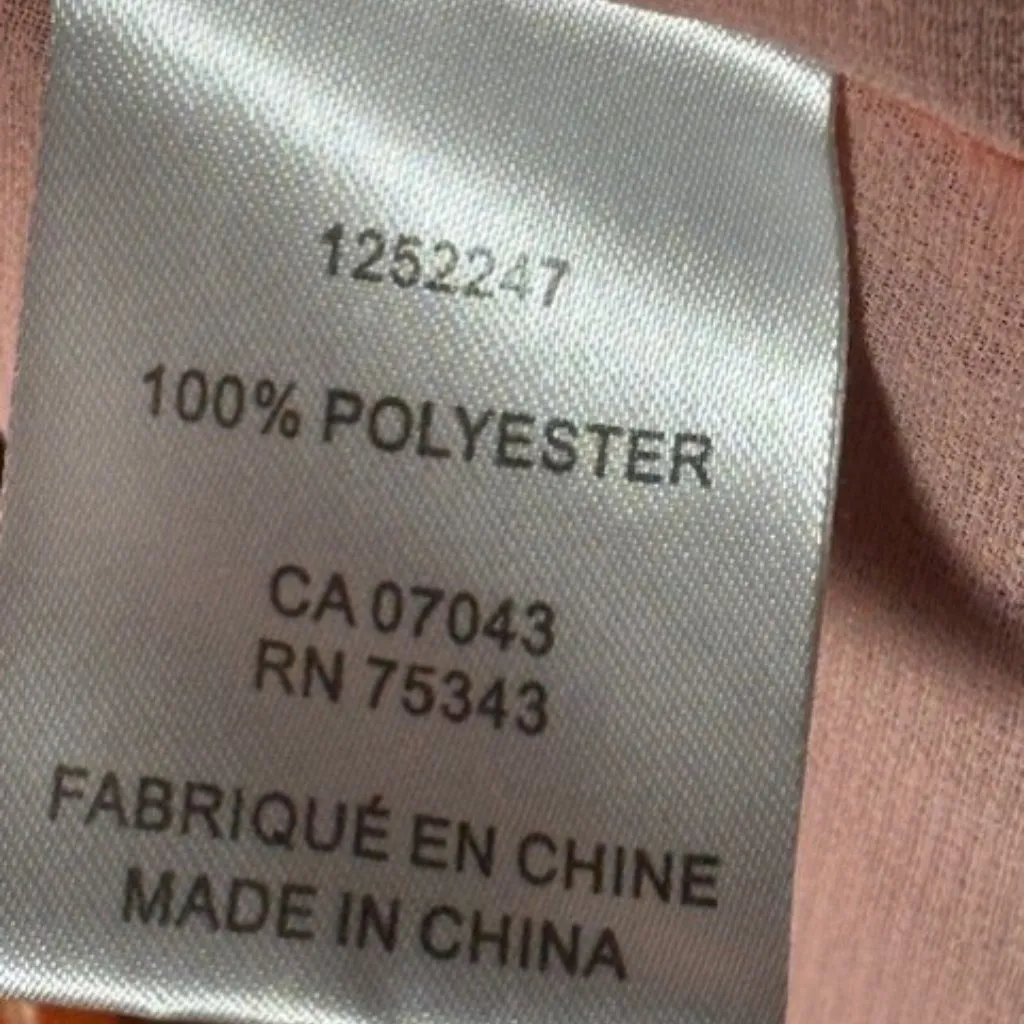 1252247
100% POLYESTER
CA 07043
RN 75343
FABRIQUÉ EN CHINE
MADE IN CHINA